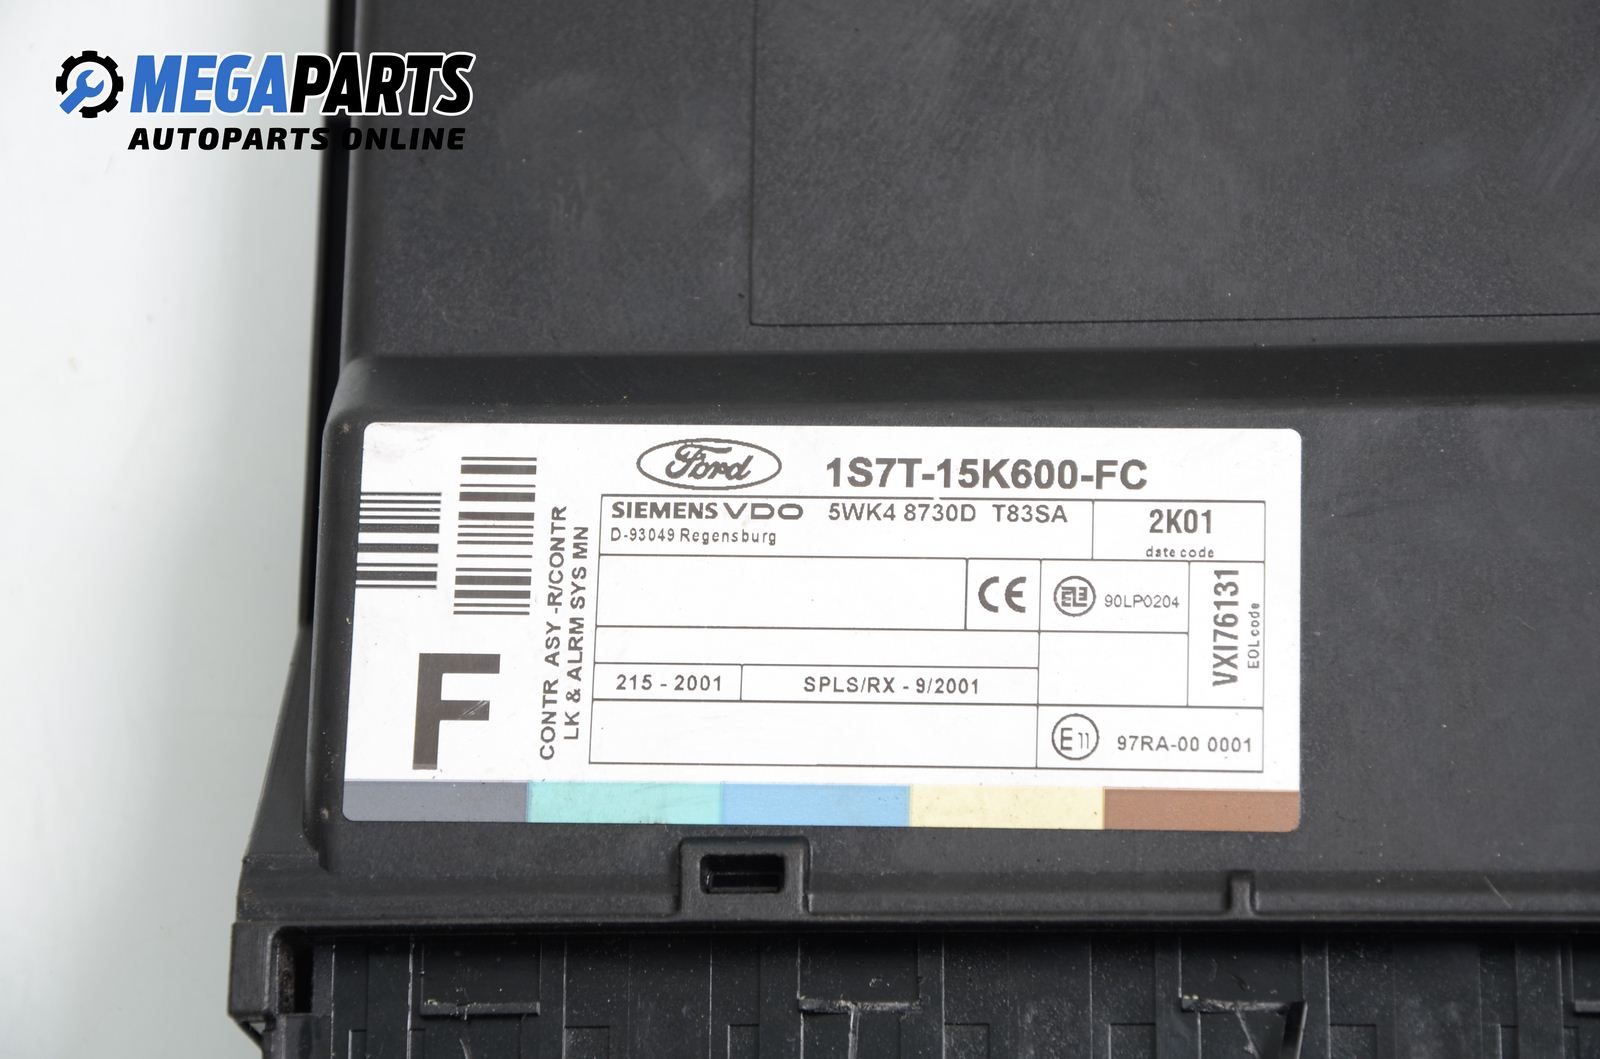 MEGAPARTS
AUTOPARTS ONLINE
Ford
1S7T-15K600-FC
SIEMENS VDO 5WK4 8730D T83SA
D-93049 Regensburg
2K01
date code
CE
90LP0204
VXI76131
EOL code
215 - 2001
SPLS/RX - 9/2001
E11
97RA-00 0001
CONTR ASY -R/CONTR
LK & ALRM SYS MN
F